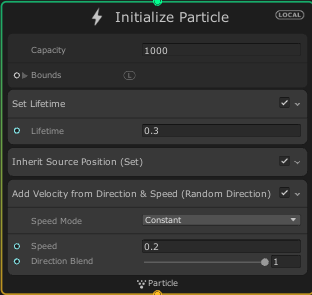 Initialize Particle
LOCAL
Capacity 1000
Bounds L
Set Lifetime
Lifetime 0.3
Inherit Source Position (Set)
Add Velocity from Direction & Speed (Random Direction)
Speed Mode Constant
Speed 0.2
Direction Blend 1
Particle